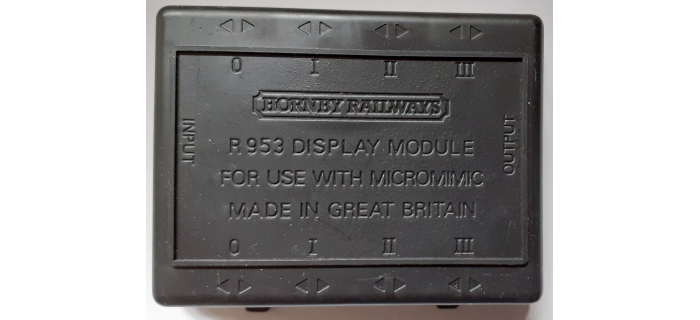 0 I II III
HORNBY RAILWAYS
INPUT
R953 DISPLAY MODULE
OUTPUT
FOR USE WITH MICROMIMIC
MADE IN GREAT BRITAIN
0 I II III